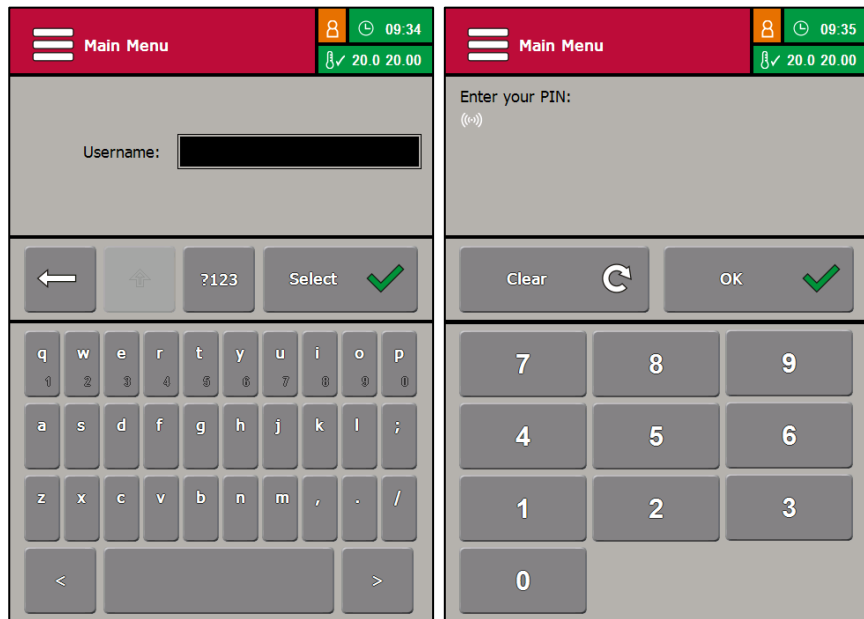 Main Menu
09:34
20.0 20.00
Username:
?123
Select
q w e r t y u i o p
1 2 3 4 5 6 7 8 9 0
a s d f g h j k l ;
z x c v b n m , . /
< >
Main Menu
09:35
20.0 20.00
Enter your PIN:
Clear
OK
7 8 9
4 5 6
1 2 3
0